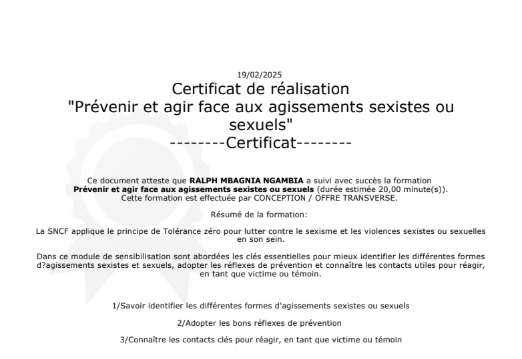 19/02/2025
Certificat de réalisation
"Prévenir et agir face aux agissements sexistes ou
sexuels"
--------Certificat--------
Ce document atteste que RALPH MBAGNIA NGAMBIA a suivi avec succès la formation
Prévenir et agir face aux agissements sexistes ou sexuels (durée estimée 20,00 minute(s)).
Cette formation est effectuée par CONCEPTION / OFFRE TRANSVERSE.
Résumé de la formation:
La SNCF applique le principe de Tolérance zéro pour lutter contre le sexisme et les violences sexistes ou sexuelles
en son sein.
Dans ce module de sensibilisation sont abordées les clés essentielles pour mieux identifier les différentes formes
d?agissements sexistes et sexuels, adopter les réflexes de prévention et connaître les contacts utiles pour réagir,
en tant que victime ou témoin.
1/Savoir identifier les différentes formes d'agissements sexistes ou sexuels
2/Adopter les bons réflexes de prévention
3/Connaître les contacts clés pour réagir, en tant que victime ou témoin